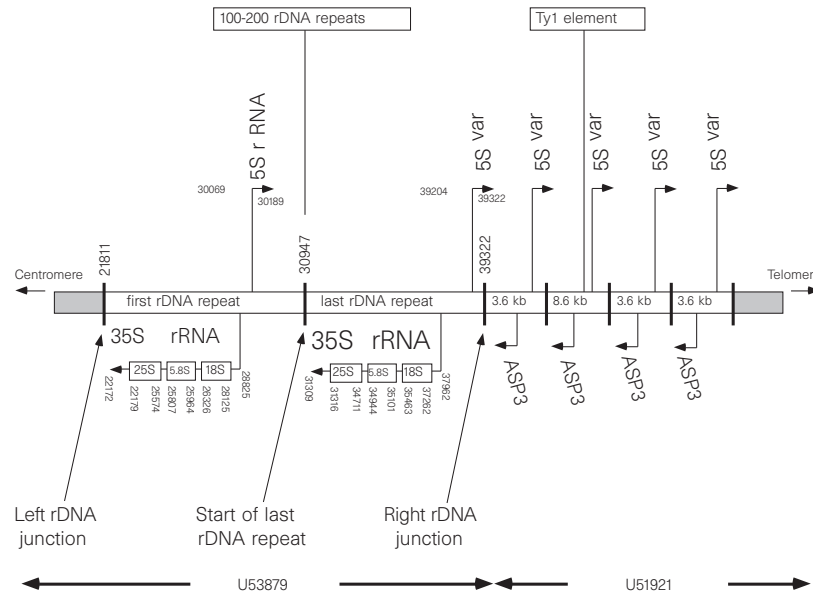 100-200 rDNA repeats
Ty1 element
5S r RNA
5S var
5S var
5S var
5S var
5S var
30069
30189
39204
39322
21811
30947
39322
Centromere
Telomer
first rDNA repeat
last rDNA repeat
3.6 kb
8.6 kb
3.6 kb
3.6 kb
35S rRNA
35S rRNA
25S
5.8S
18S
25S
5.8S
18S
22172
22179
25574
25807
25964
26326
28125
28825
31309
31316
34711
34944
35101
35463
37262
37962
ASP3
ASP3
ASP3
ASP3
Left rDNA
junction
Start of last
rDNA repeat
Right rDNA
junction
U53879
U51921